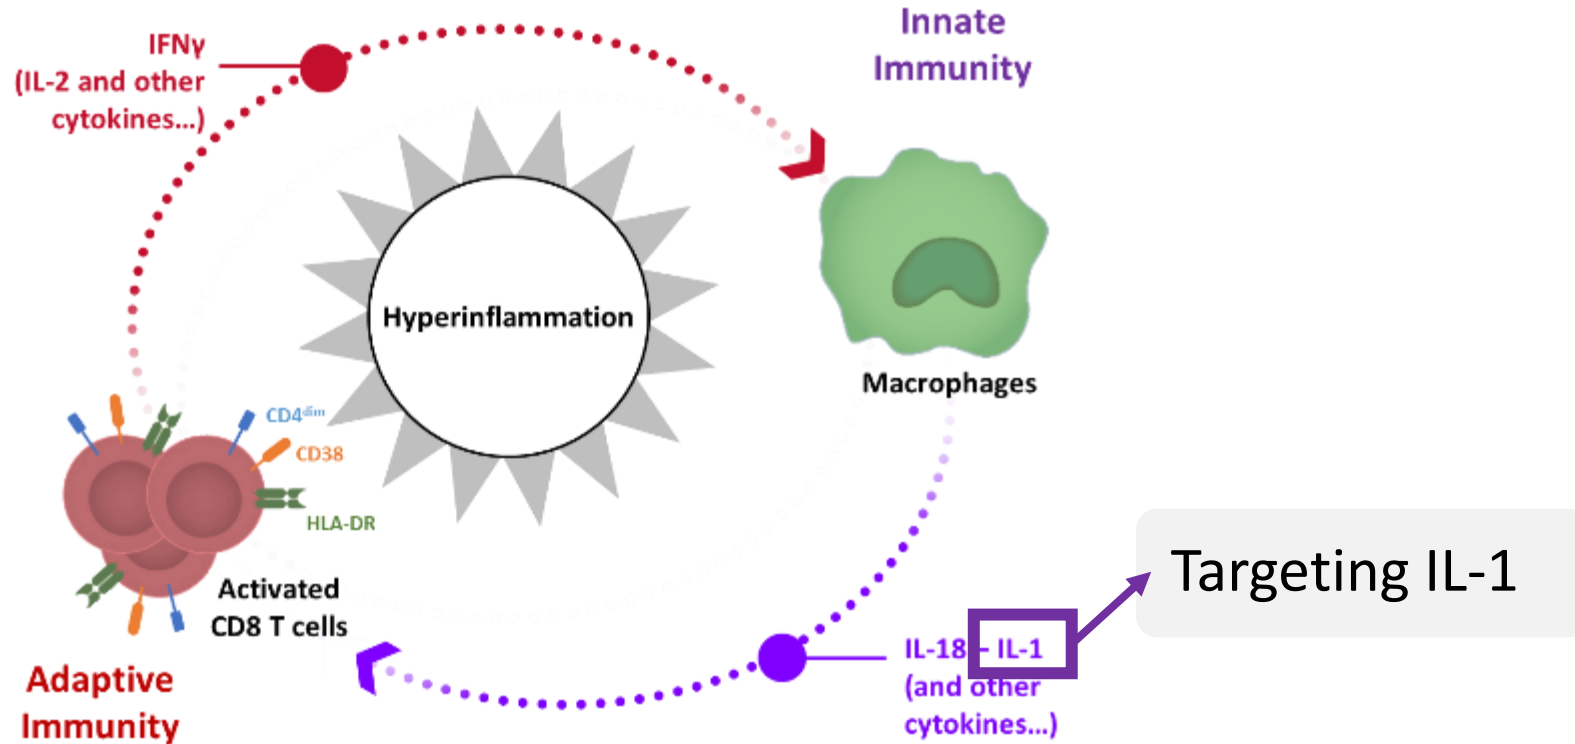 IFNγ
(IL-2 and other
cytokines...)
Innate
Immunity
Hyperinflammation
Macrophages
CD4dim
CD38
HLA-DR
Activated
CD8 T cells
Adaptive
Immunity
IL-18 - IL-1
(and other
cytokines...)
Targeting IL-1